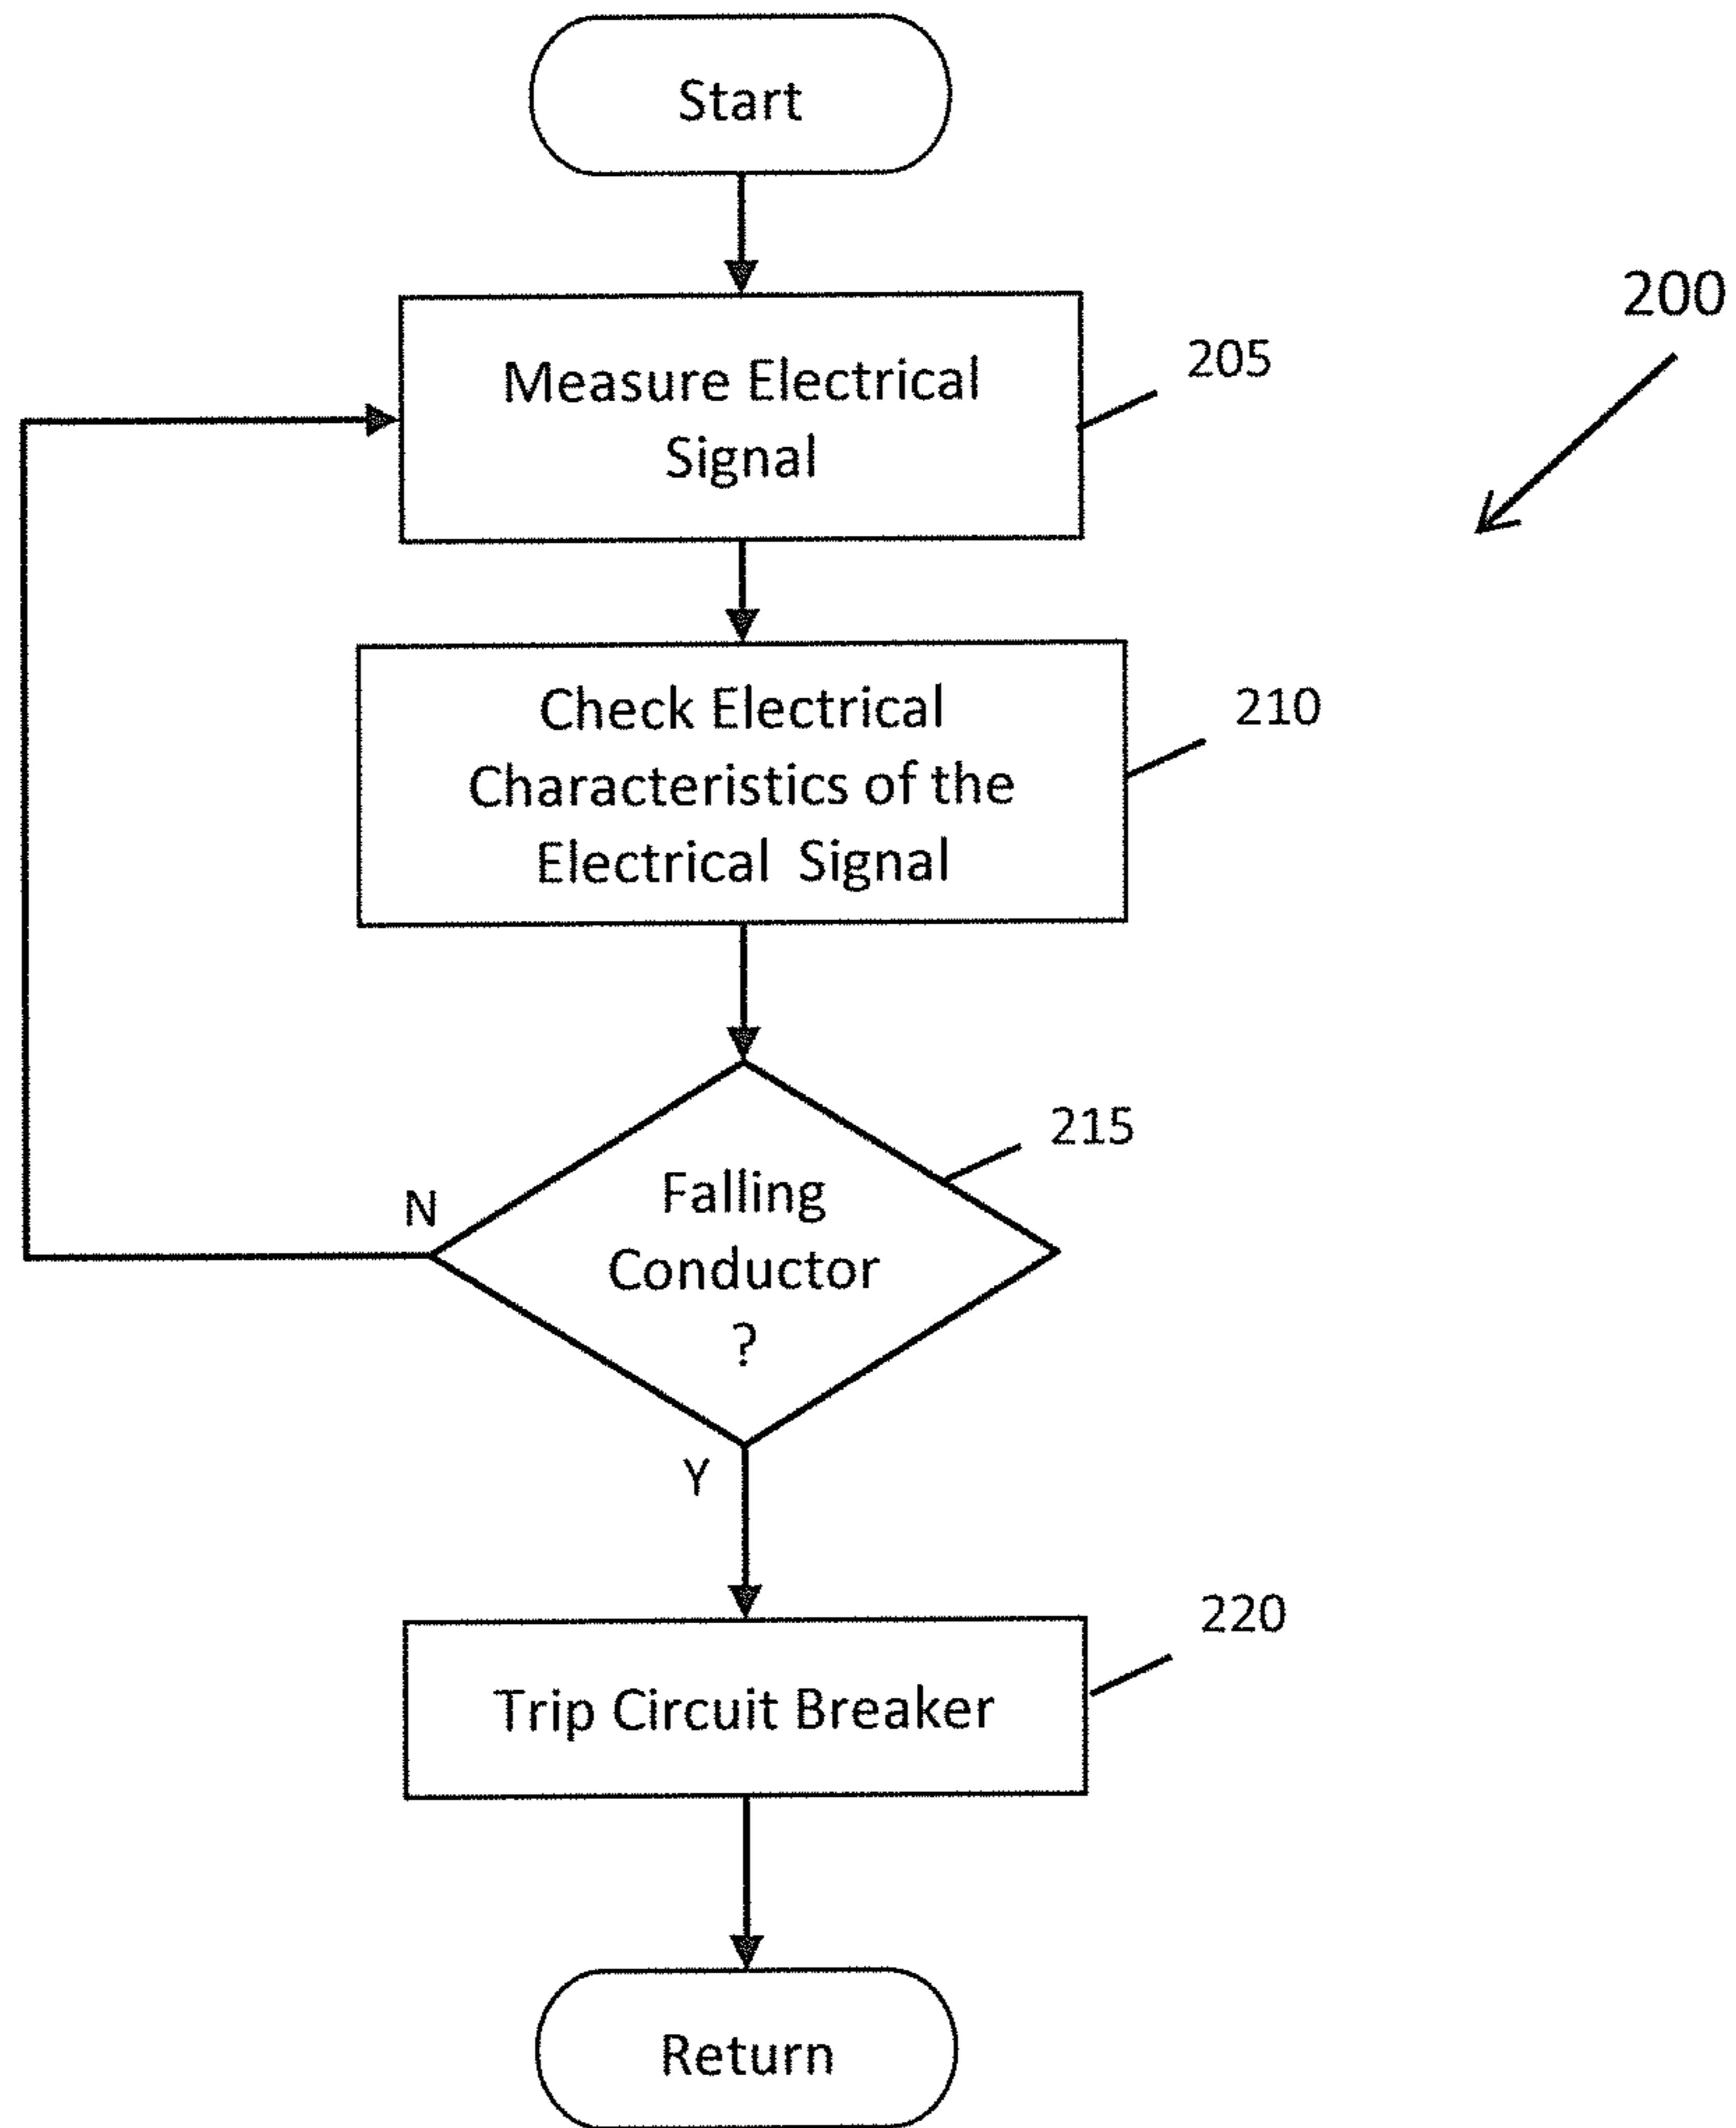 Start
200
Measure Electrical
Signal
205
Check Electrical
Characteristics of the
Electrical Signal
210
Falling
Conductor
?
215
N
Y
Trip Circuit Breaker
220
Return